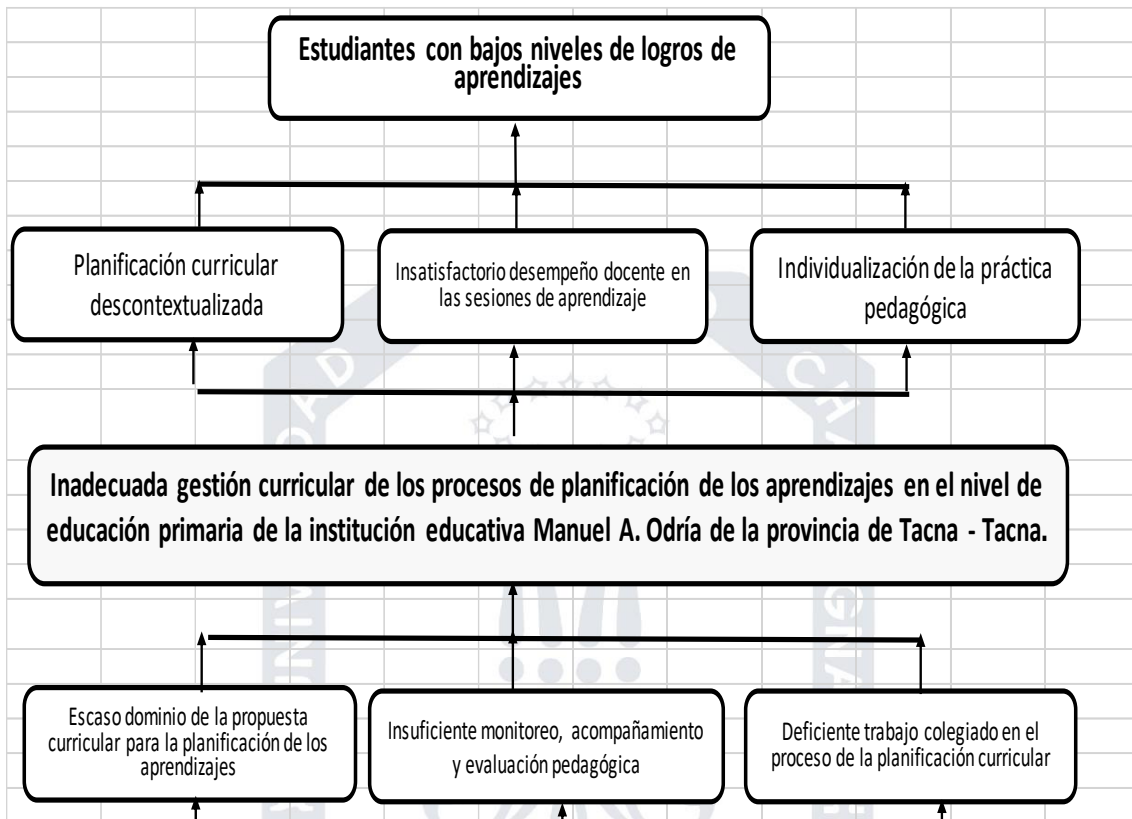 Estudiantes con bajos niveles de logros de
aprendizajes
Planificación curricular
descontextualizada
Insatisfactorio desempeño docente en
las sesiones de aprendizaje
Individualización de la práctica
pedagógica
Inadecuada gestión curricular de los procesos de planificación de los aprendizajes en el nivel de
educación primaria de la institución educativa Manuel A. Odría de la provincia de Tacna - Tacna.
Escaso dominio de la propuesta
curricular para la planificación de los
aprendizajes
Insuficiente monitoreo, acompañamiento
y evaluación pedagógica
Deficiente trabajo colegiado en el
proceso de la planificación curricular